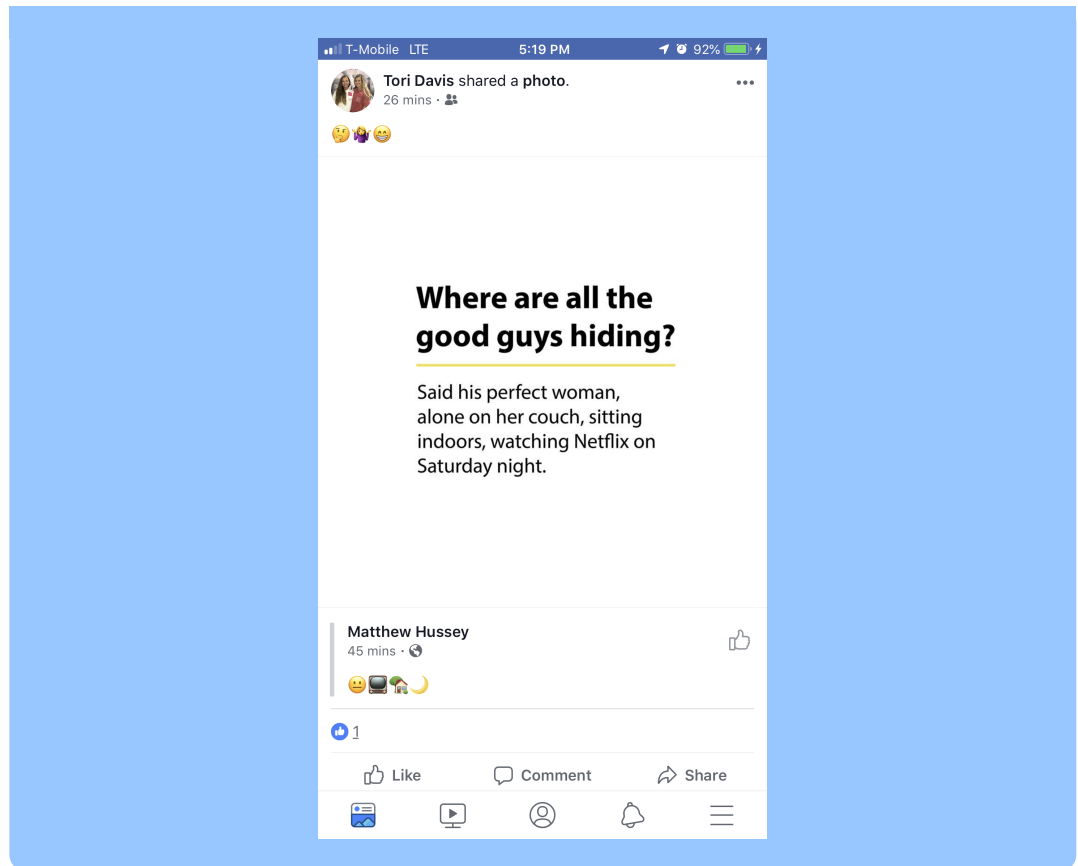 T-Mobile LTE 5:19 PM 92%
Tori Davis shared a photo.
26 mins ·
🤔🤷‍♀️😁
Where are all the
good guys hiding?
Said his perfect woman,
alone on her couch, sitting
indoors, watching Netflix on
Saturday night.
Matthew Hussey
45 mins ·
😐📺🏡🌙
1
Like Comment Share